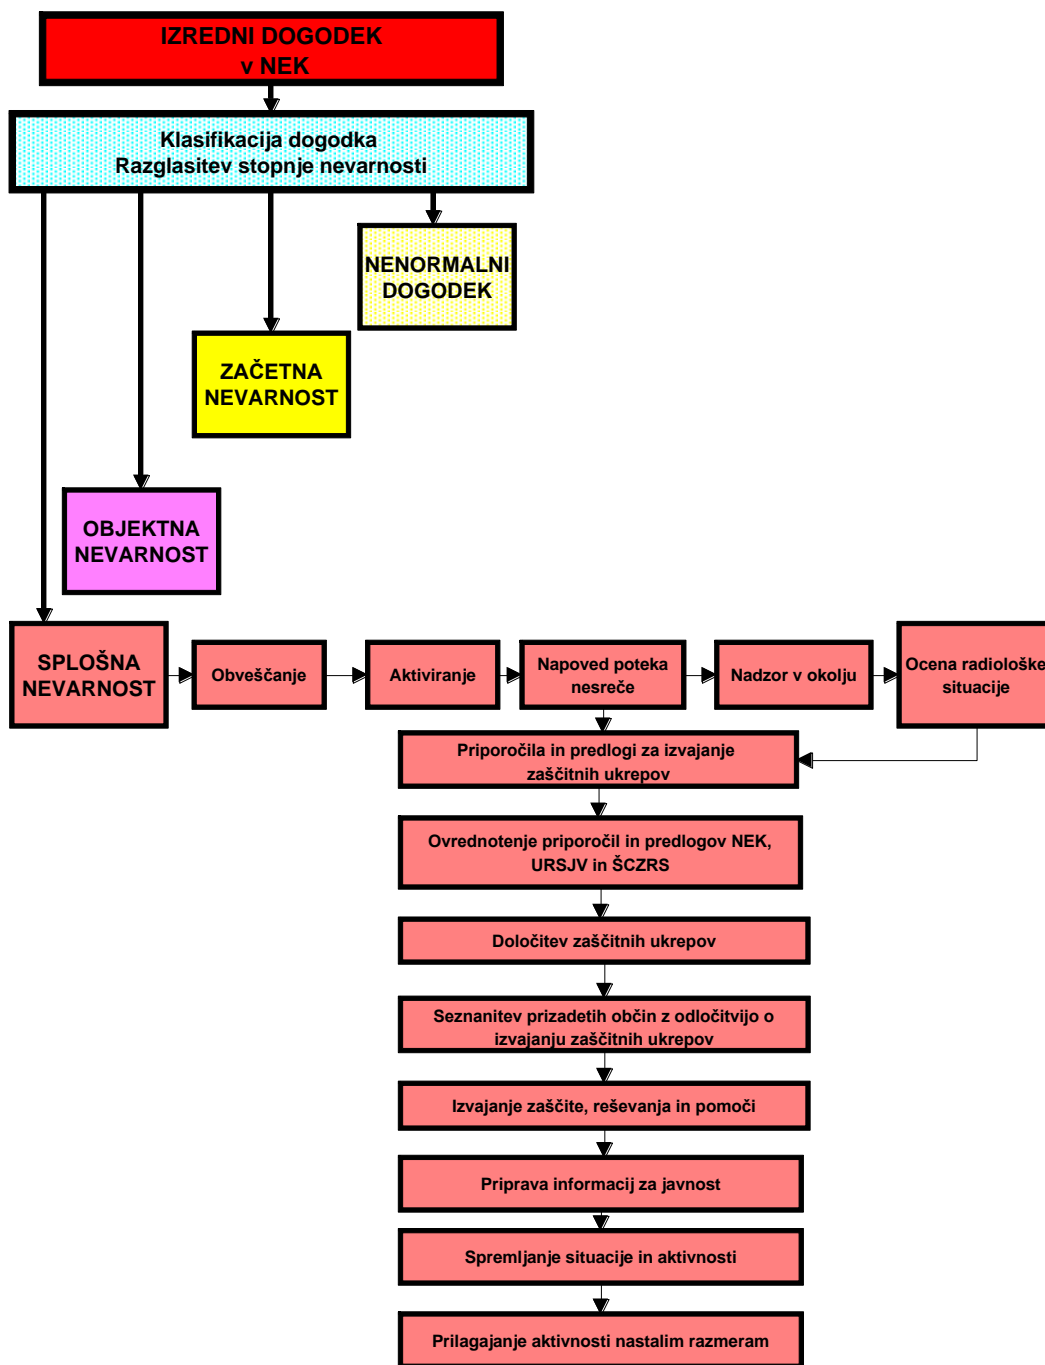 IZREDNI DOGODEK
v NEK
Klasifikacija dogodka
Razglasitev stopnje nevarnosti
NENORMALNI
DOGODEK
ZAČETNA
NEVARNOST
OBJEKTNA
NEVARNOST
SPLOŠNA
NEVARNOST
Obveščanje
Aktiviranje
Napoved poteka
nesreče
Nadzor v okolju
Ocena radiološke
situacije
Priporočila in predlogi za izvajanje
zaščitnih ukrepov
Ovrednotenje priporočil in predlogov NEK,
URSJV in ŠCZRS
Določitev zaščitnih ukrepov
Seznanitev prizadetih občin z odločitvijo o
izvajanju zaščitnih ukrepov
Izvajanje zaščite, reševanja in pomoči
Priprava informacij za javnost
Spremljanje situacije in aktivnosti
Prilagajanje aktivnosti nastalim razmeram